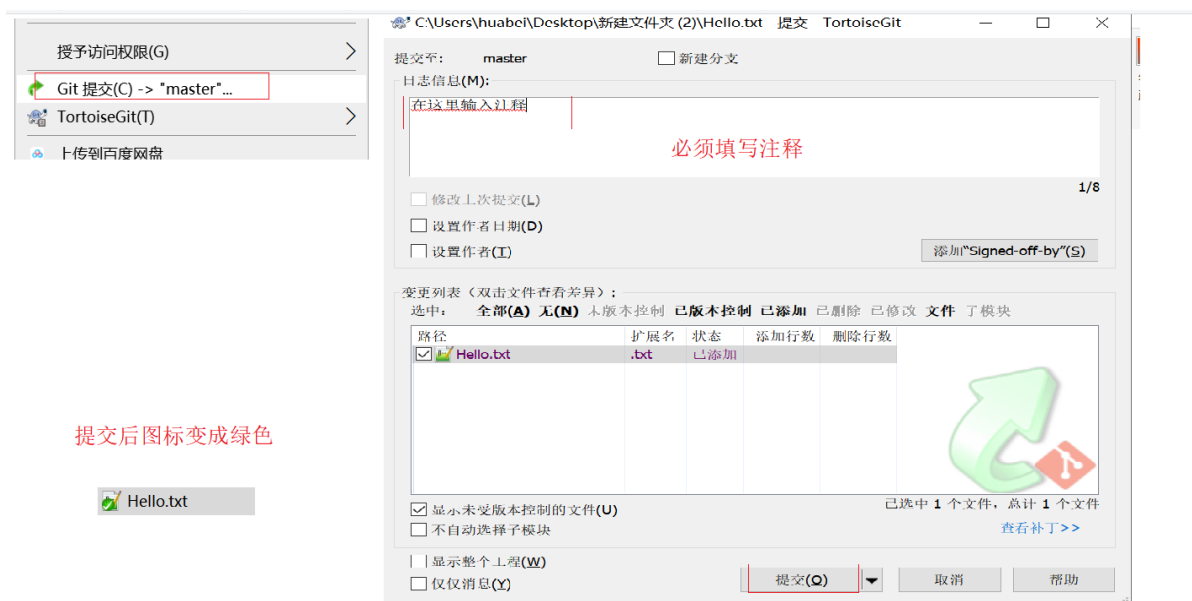 授予访问权限(G)
Git 提交(C) -> "master"...
TortoiseGit(T)
上传到百度网盘
提交后图标变成绿色
Hello.txt
C:\Users\huabei\Desktop\新建文件夹 (2)\Hello.txt 提交 TortoiseGit
提交至: master 新建分支
日志信息(M):
在这里输入注释
必须填写注释
1/8
修改上次提交(L)
设置作者日期(D)
设置作者(T)
添加"Signed-off-by"(S)
变更列表（双击文件查看差异）:
选中: 全部(A) 无(N) 未版本控制 已版本控制 已添加 已删除 已修改 文件 子模块
路径 扩展名 状态 添加行数 删除行数
Hello.txt .txt 已添加
已选中 1 个文件，总计 1 个文件
显示未受版本控制的文件(U)
不自动选择子模块
查看补丁>>
显示整个工程(W)
仅仅消息(Y)
提交(O) 取消 帮助